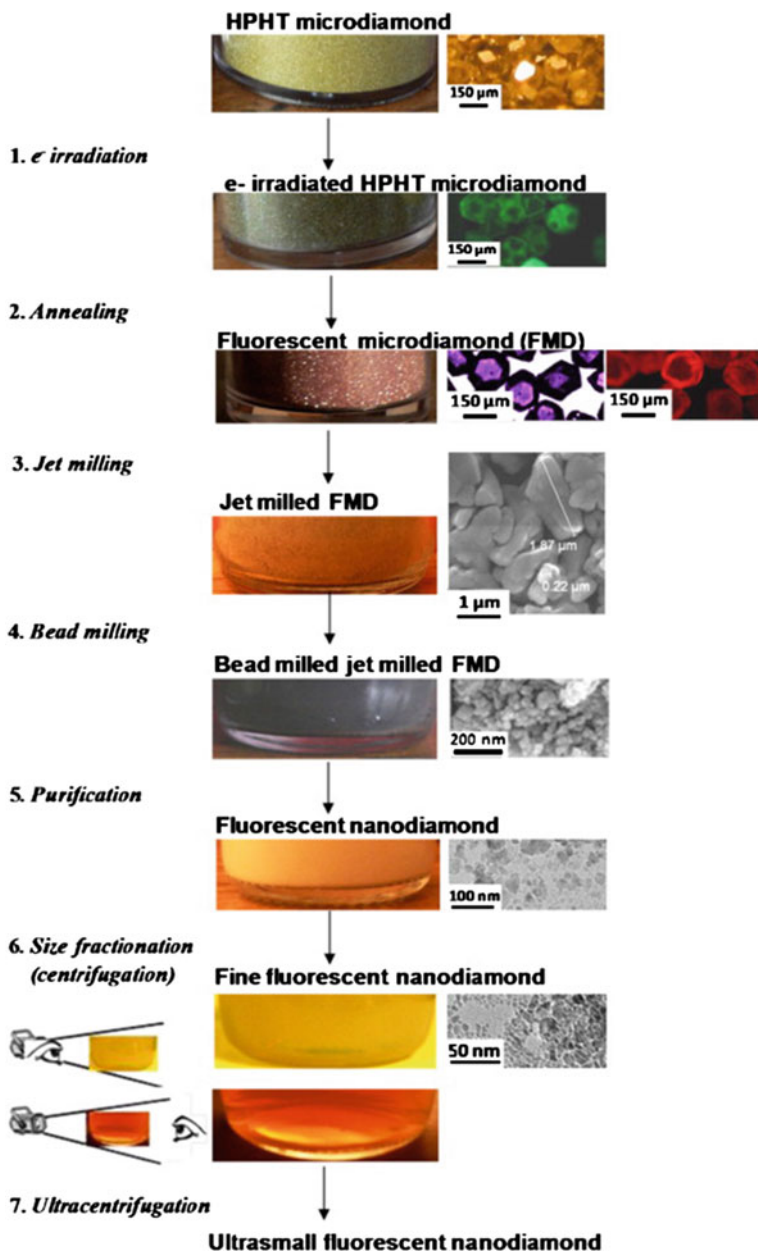 HPHT microdiamond
150 µm
1. e⁻ irradiation
e- irradiated HPHT microdiamond
150 µm
2. Annealing
Fluorescent microdiamond (FMD)
150 µm
150 µm
3. Jet milling
Jet milled FMD
1.87 µm
0.22 µm
1 µm
4. Bead milling
Bead milled jet milled FMD
200 nm
5. Purification
Fluorescent nanodiamond
100 nm
6. Size fractionation
(centrifugation)
Fine fluorescent nanodiamond
50 nm
7. Ultracentrifugation
Ultrasmall fluorescent nanodiamond